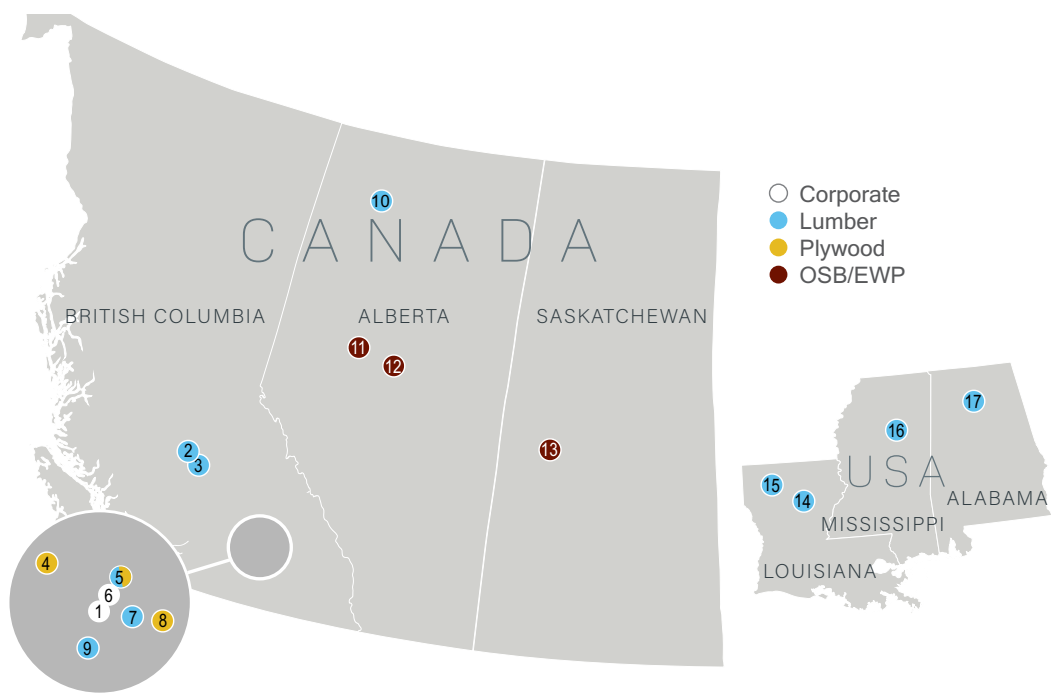 10
CANADA
Corporate
Lumber
Plywood
OSB/EWP
BRITISH COLUMBIA
ALBERTA
SASKATCHEWAN
11
12
2
3
13
17
16
USA
15
14
ALABAMA
MISSISSIPPI
LOUISIANA
4
5
6
1
7
8
9